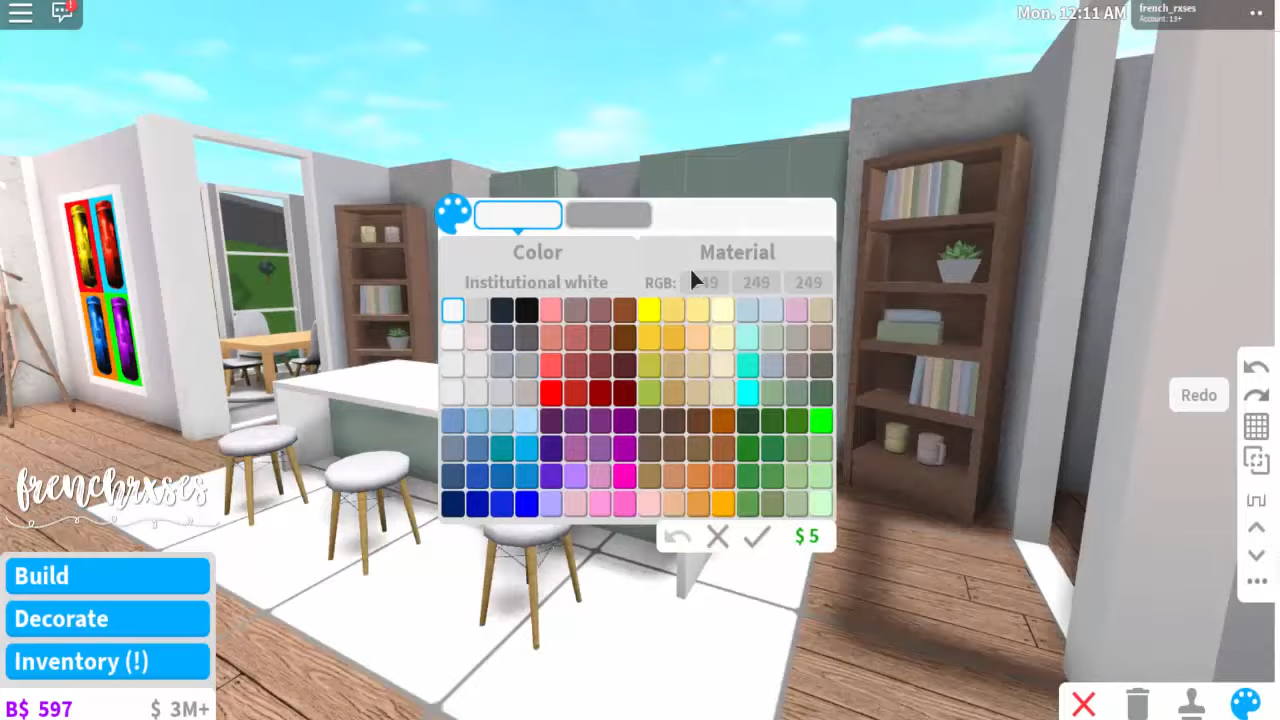 Mon. 12:11 AM
french_rxses
Account: 13+
Color
Material
Institutional white
RGB:
249
249
Redo
frenchrxses
Build
Decorate
Inventory (!)
$ 5
B$ 597
$ 3M+